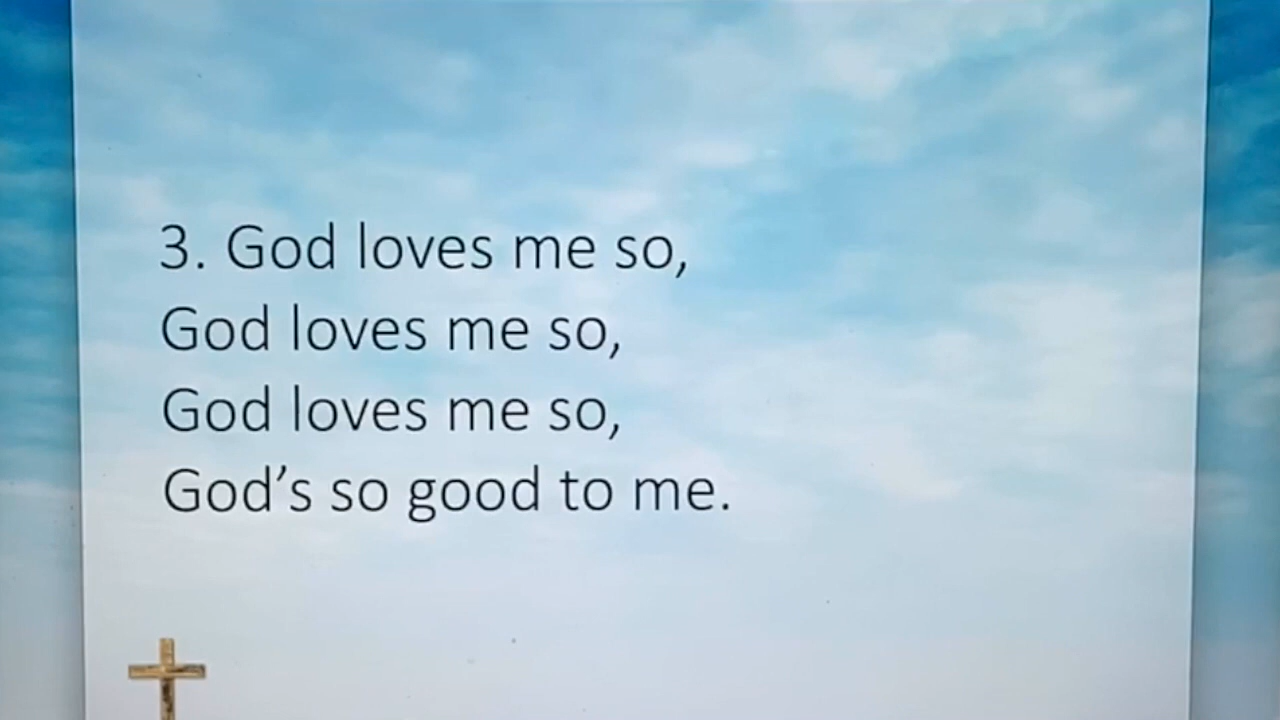 3. God loves me so,
God loves me so,
God loves me so,
God’s so good to me.